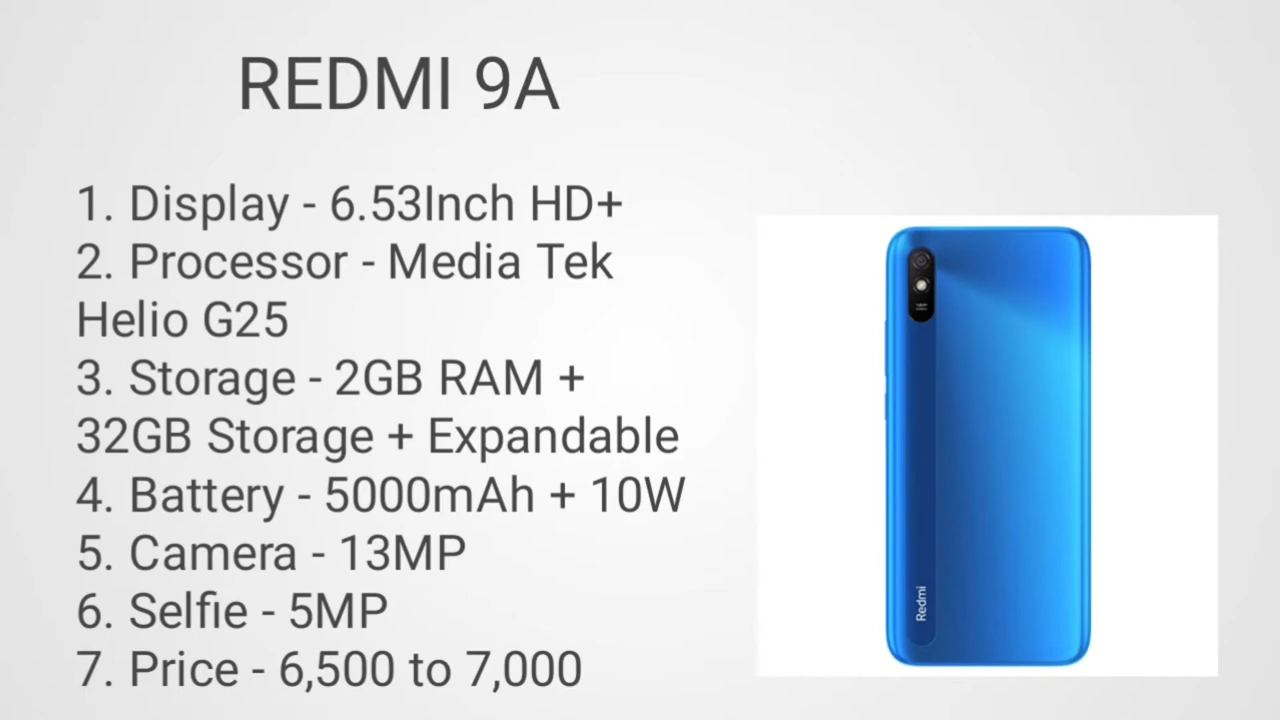 REDMI 9A
1. Display - 6.53Inch HD+
2. Processor - Media Tek
Helio G25
3. Storage - 2GB RAM +
32GB Storage + Expandable
4. Battery - 5000mAh + 10W
5. Camera - 13MP
6. Selfie - 5MP
7. Price - 6,500 to 7,000
Redmi